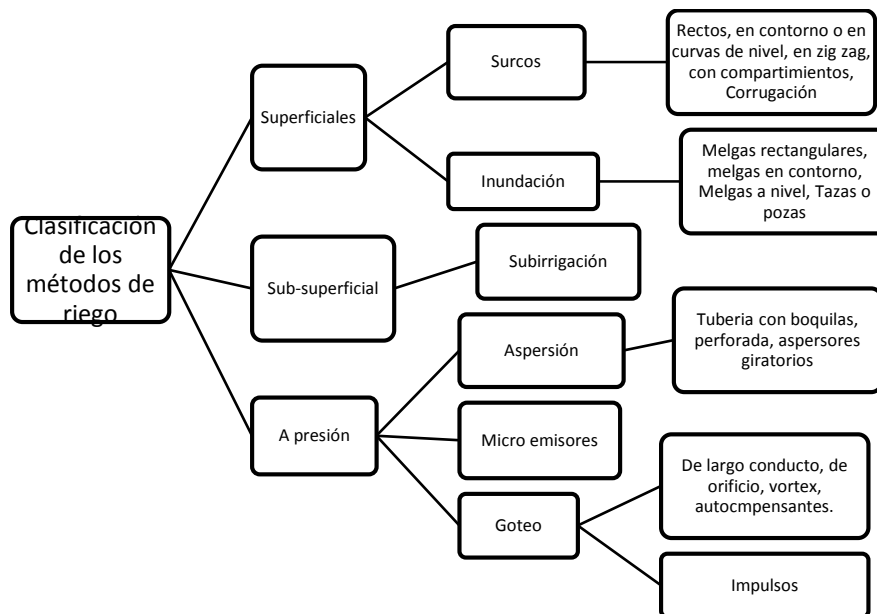 Clasificación
de los
métodos de
riego
Superficiales
Surcos
Rectos, en contorno o en
curvas de nivel, en zig zag,
con compartimientos,
Corrugación
Inundación
Melgas rectangulares,
melgas en contorno,
Melgas a nivel, Tazas o
pozas
Sub-superficial
Subirrigación
A presión
Aspersión
Tuberia con boquilas,
perforada, aspersores
giratorios
Micro emisores
Goteo
De largo conducto, de
orificio, vortex,
autocmpensantes.
Impulsos